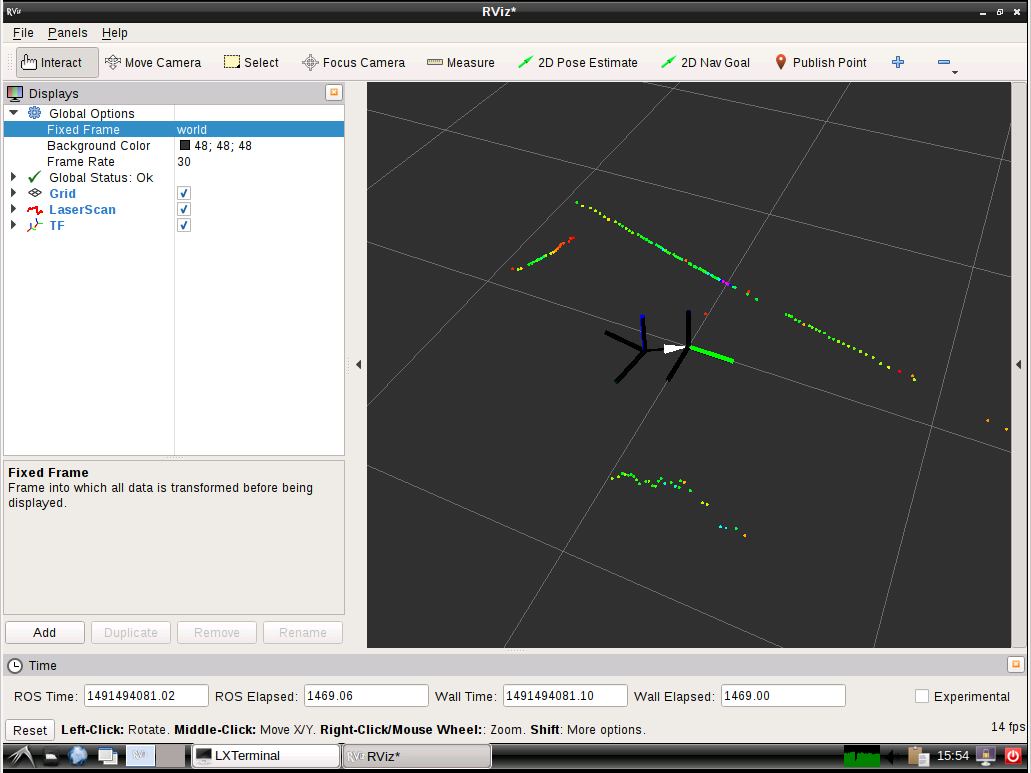 RViz RViz*
File Panels Help
Interact Move Camera Select Focus Camera Measure 2D Pose Estimate 2D Nav Goal Publish Point
Displays
Global Options
Fixed Frame world
Background Color 48; 48; 48
Frame Rate 30
Global Status: Ok
Grid
LaserScan
TF
Fixed Frame
Frame into which all data is transformed before being
displayed.
Add Duplicate Remove Rename
Time
ROS Time: 1491494081.02 ROS Elapsed: 1469.06 Wall Time: 1491494081.10 Wall Elapsed: 1469.00 Experimental
Reset Left-Click: Rotate. Middle-Click: Move X/Y. Right-Click/Mouse Wheel:: Zoom. Shift: More options. 14 fps
LXTerminal RViz RViz* 15:54